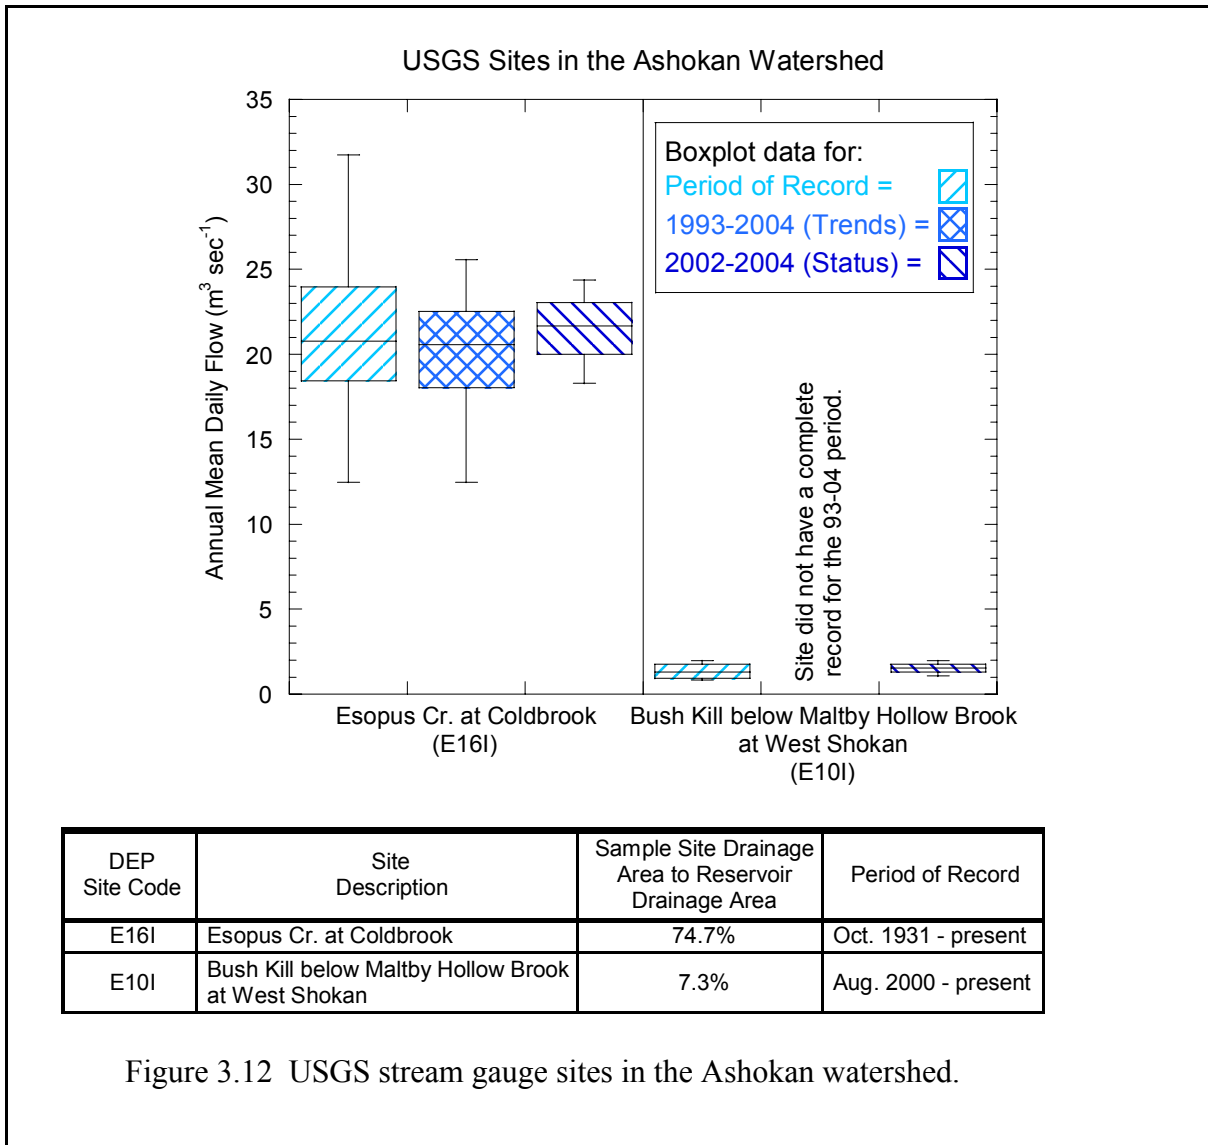 USGS Sites in the Ashokan Watershed
Annual Mean Daily Flow (m³ sec⁻¹)
35
30
25
20
15
10
5
0
Boxplot data for:
Period of Record =
1993-2004 (Trends) =
2002-2004 (Status) =
Site did not have a complete
record for the 93-04 period.
Esopus Cr. at Coldbrook
(E16I)
Bush Kill below Maltby Hollow Brook
at West Shokan
(E10I)
DEP
Site Code
Site
Description
Sample Site Drainage
Area to Reservoir
Drainage Area
Period of Record
E16I
Esopus Cr. at Coldbrook
74.7%
Oct. 1931 - present
E10I
Bush Kill below Maltby Hollow Brook
at West Shokan
7.3%
Aug. 2000 - present
Figure 3.12 USGS stream gauge sites in the Ashokan watershed.